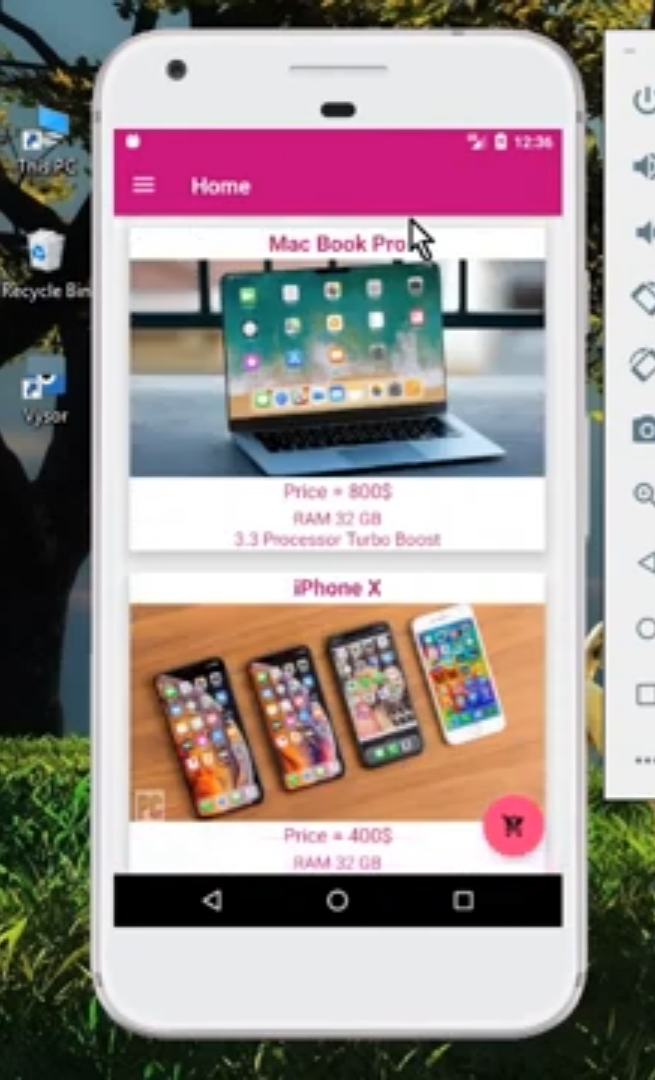 This PC
Recycle Bin
Vysor
12:36
Home
Mac Book Pro
Price = 800$
RAM 32 GB
3.3 Processor Turbo Boost
iPhone X
PC
Price = 400$
RAM 32 GB